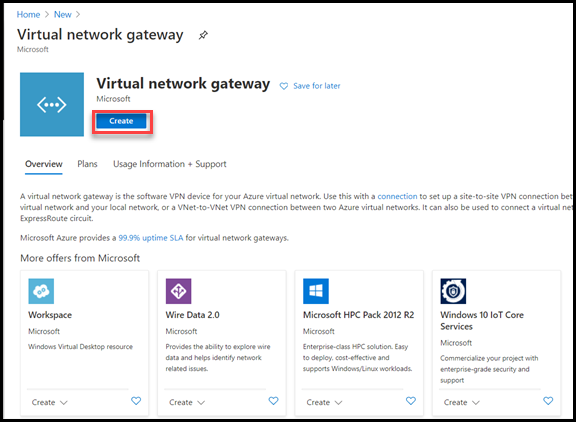 Home > New >
Virtual network gateway
Microsoft
Virtual network gateway
Save for later
Microsoft
Create
Overview Plans Usage Information + Support
A virtual network gateway is the software VPN device for your Azure virtual network. Use this with a connection to set up a site-to-site VPN connection bet
virtual network and your local network, or a VNet-to-VNet VPN connection between two Azure virtual networks. It can also be used to connect a virtual net
ExpressRoute circuit.
Microsoft Azure provides a 99.9% uptime SLA for virtual network gateways.
More offers from Microsoft
Workspace
Microsoft
Windows Virtual Desktop resource
Create
Wire Data 2.0
Microsoft
Provides the ability to explore wire
data and helps identify network
related issues.
Create
Microsoft HPC Pack 2012 R2
Microsoft
Enterprise-class HPC solution. Easy
to deploy, cost-effective and
supports Windows/Linux workloads.
Create
Windows 10 IoT Core
Services
Microsoft
Commercialize your project with
enterprise-grade security and
support
Create